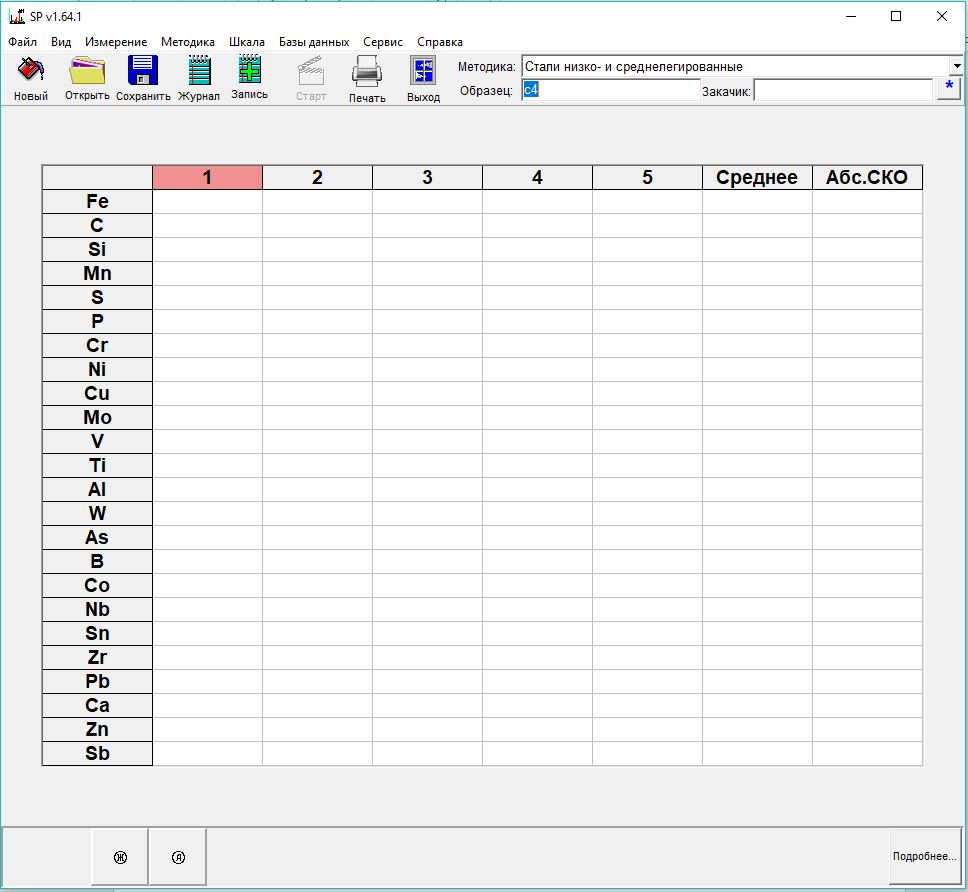 SP v1.64.1
Файл Вид Измерение Методика Шкала Базы данных Сервис Справка
Новый Открыть Сохранить Журнал Запись Старт Печать Выход
Методика: Стали низко- и среднелегированные
Образец: c4 Закачик: *
1 2 3 4 5 Среднее Абс.СКО
Fe
C
Si
Mn
S
P
Cr
Ni
Cu
Mo
V
Ti
Al
W
As
B
Co
Nb
Sn
Zr
Pb
Ca
Zn
Sb
Ж Д Подробнее...